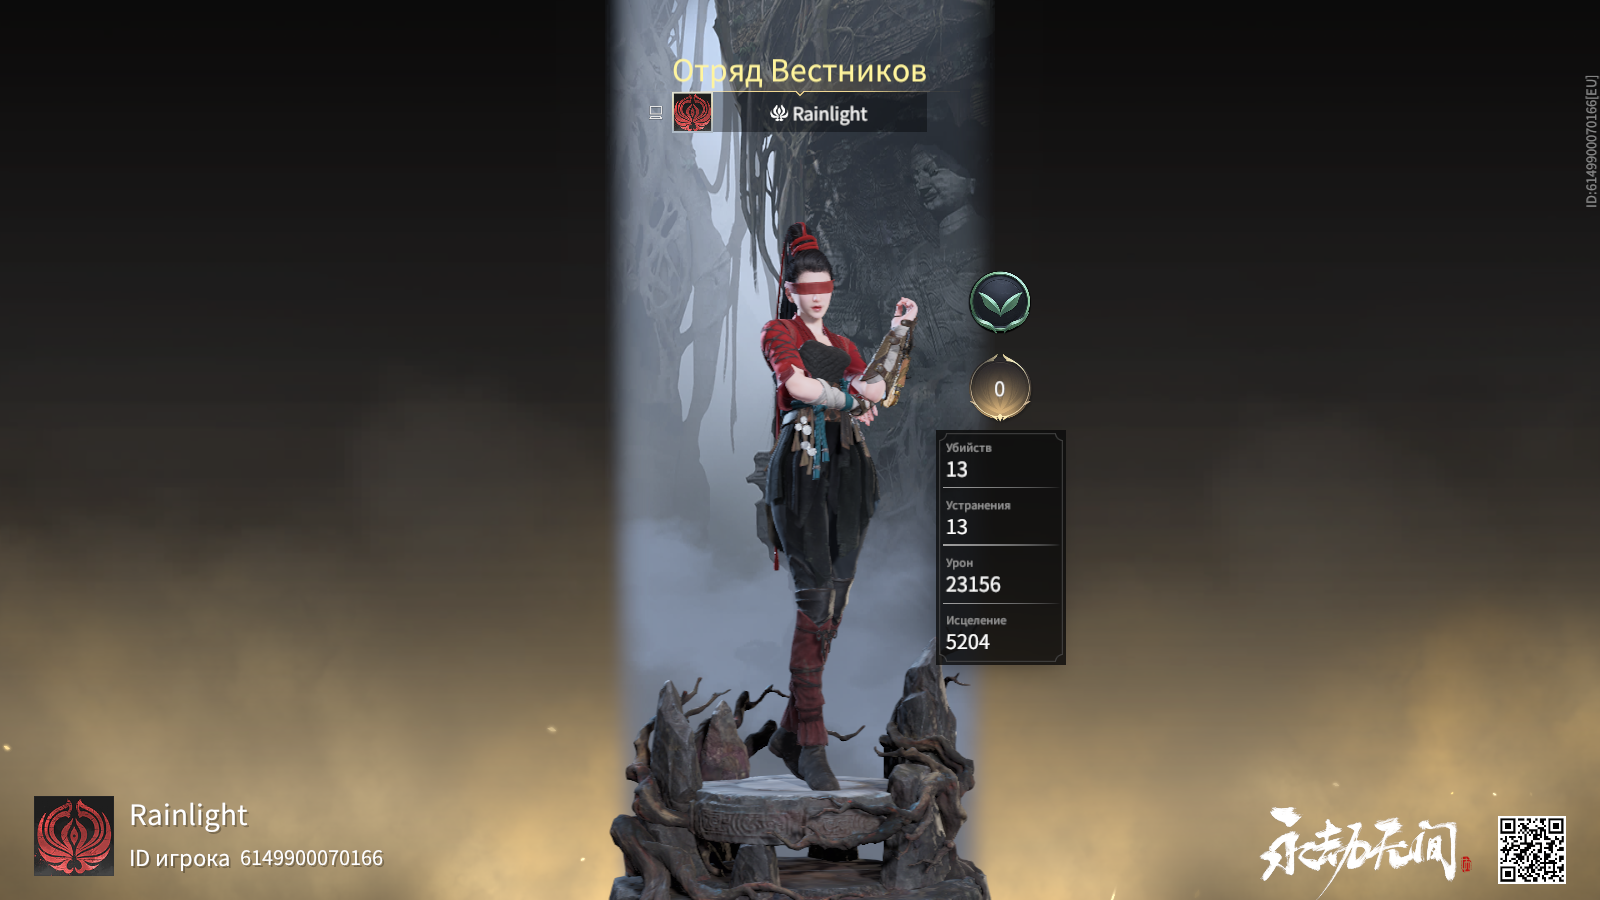 Отряд Вестников
Rainlight
ID:6149900070166[EU]
0
Убийств
13
Устранения
13
Урон
23156
Исцеление
5204
Rainlight
ID игрока 6149900070166
永劫无间